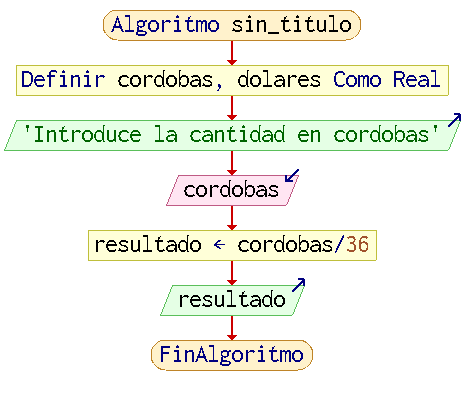 Algoritmo sin_titulo
Definir cordobas, dolares Como Real
'Introduce la cantidad en cordobas'
cordobas
resultado ← cordobas/36
resultado
FinAlgoritmo